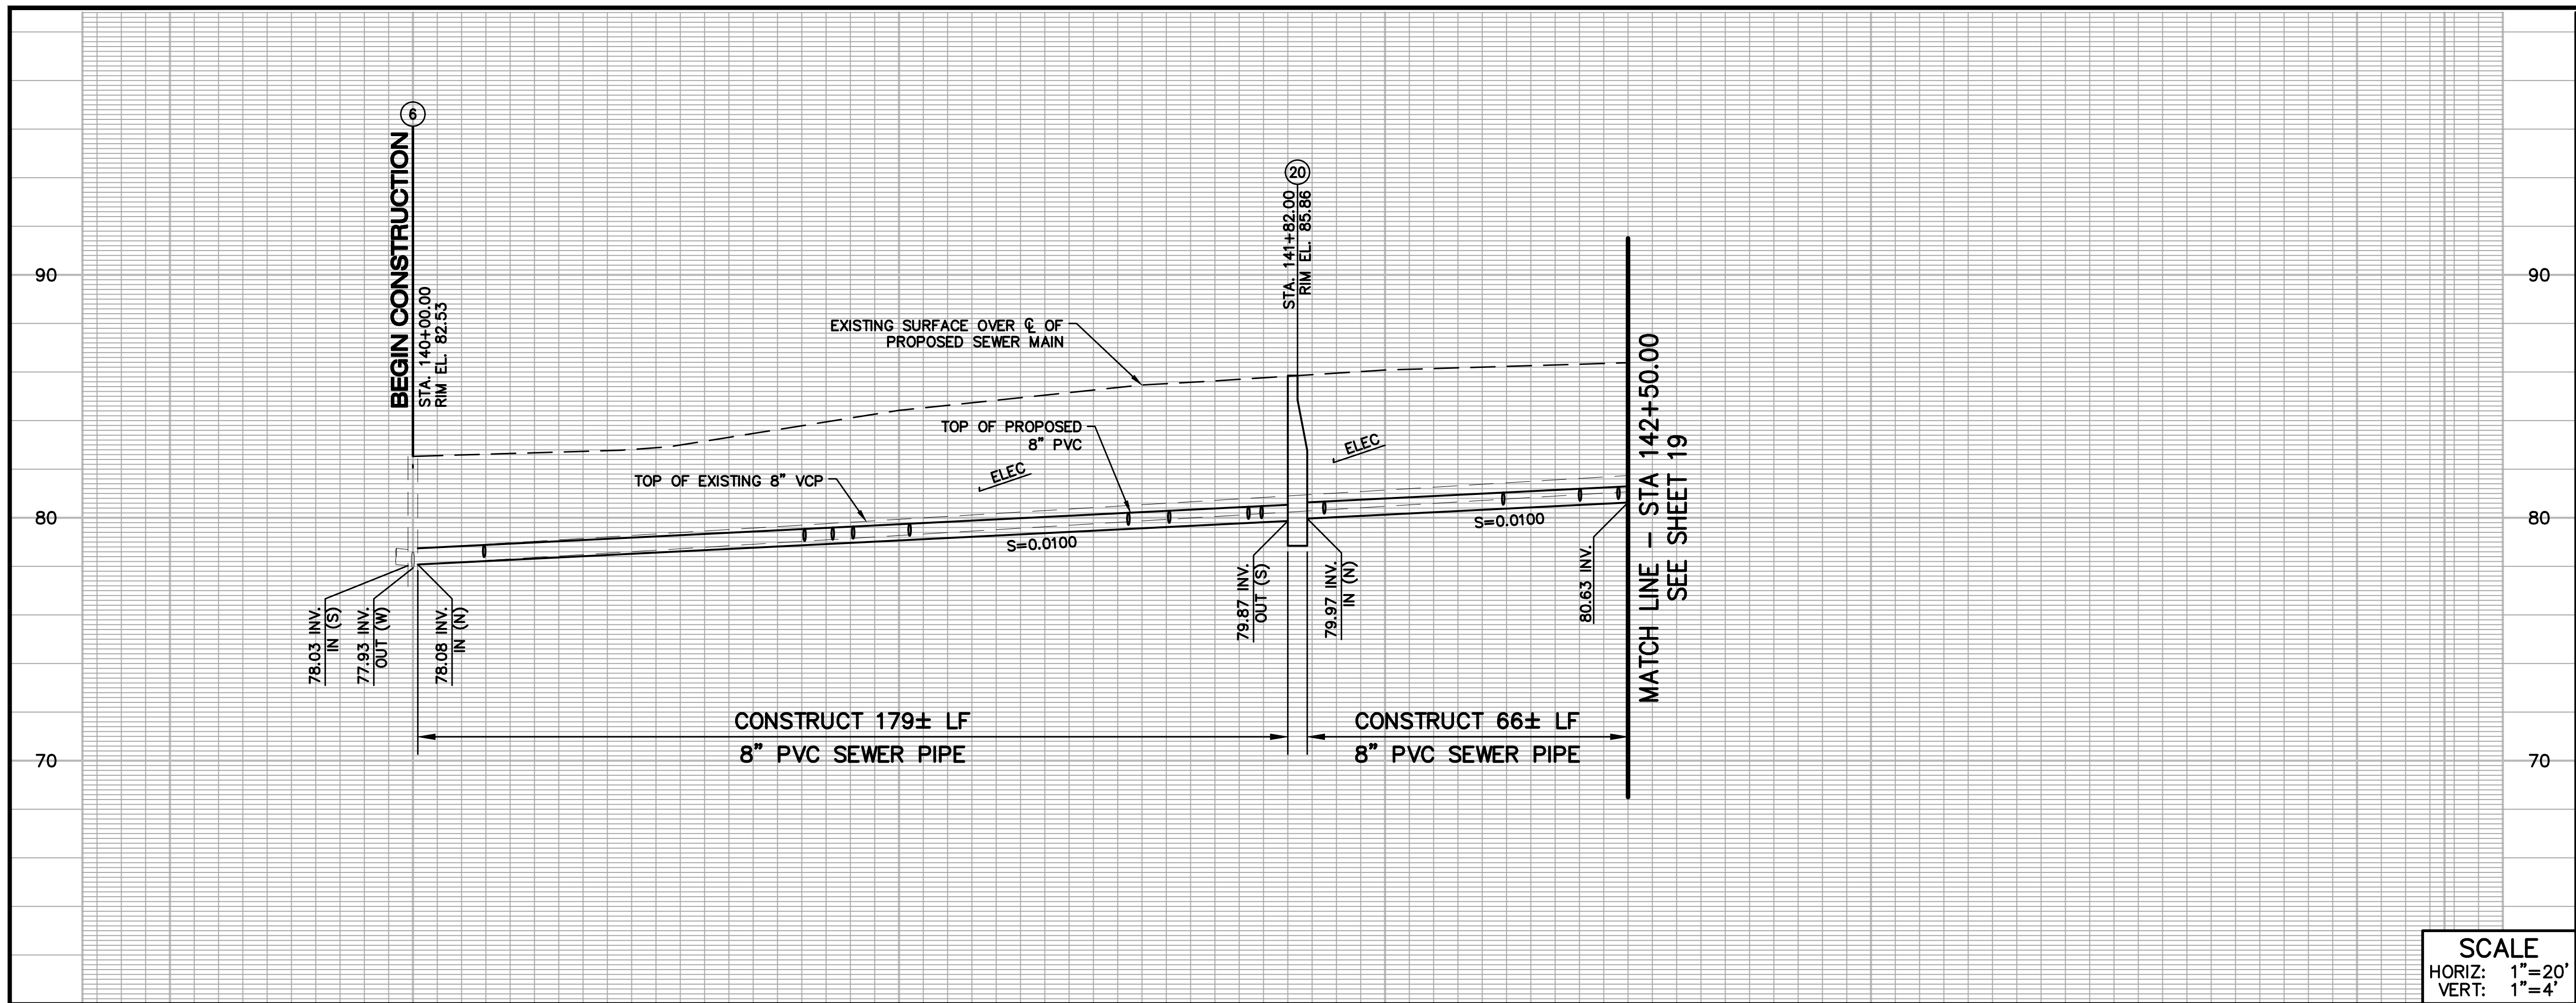 6
BEGIN CONSTRUCTION
STA. 140+00.00
RIM EL. 82.53
20
STA. 141+82.00
RIM EL. 85.86
90
90
EXISTING SURFACE OVER ℄ OF
PROPOSED SEWER MAIN
MATCH LINE – STA 142+50.00
SEE SHEET 19
TOP OF PROPOSED
8" PVC
ELEC
ELEC
TOP OF EXISTING 8" VCP
80
80
S=0.0100
S=0.0100
78.03 INV.
IN (S)
77.93 INV.
OUT (W)
78.08 INV.
IN (N)
79.87 INV.
OUT (S)
79.97 INV.
IN (N)
80.63 INV.
CONSTRUCT 179± LF
8" PVC SEWER PIPE
CONSTRUCT 66± LF
8" PVC SEWER PIPE
70
70
SCALE
HORIZ: 1"=20'
VERT: 1"=4'